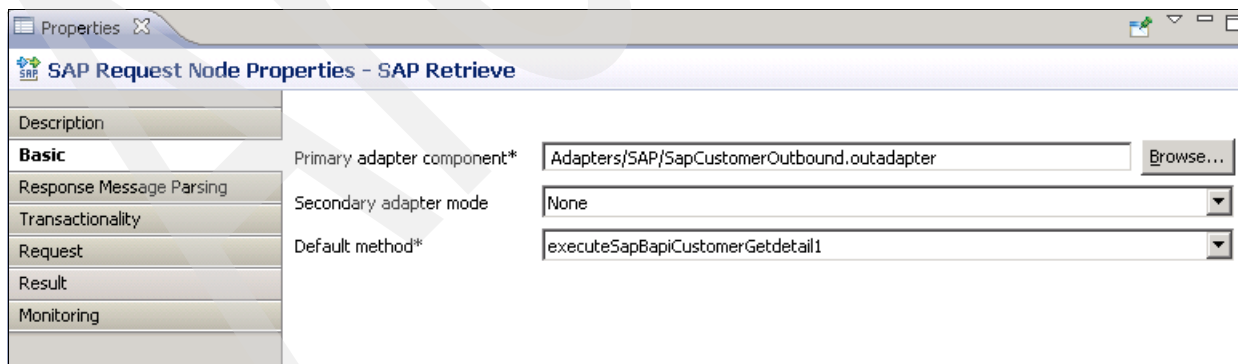 Properties
SAP Request Node Properties - SAP Retrieve
Description
Basic
Response Message Parsing
Transactionality
Request
Result
Monitoring
Primary adapter component* Adapters/SAP/SapCustomerOutbound.outadapter Browse...
Secondary adapter mode None
Default method* executeSapBapiCustomerGetdetail1